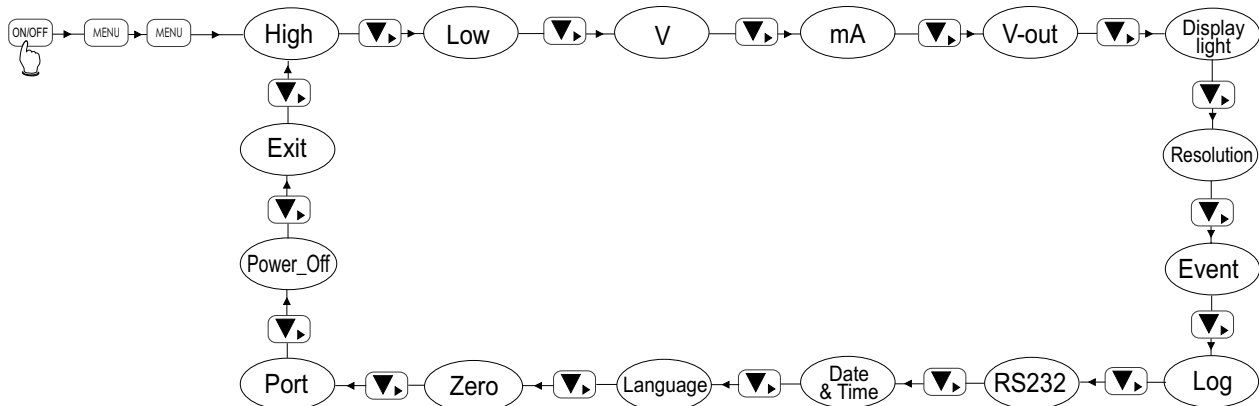 ON/OFF
MENU
MENU
High
Low
V
mA
V-out
Display
light
Resolution
Event
Log
RS232
Date
& Time
Language
Zero
Port
Power_Off
Exit